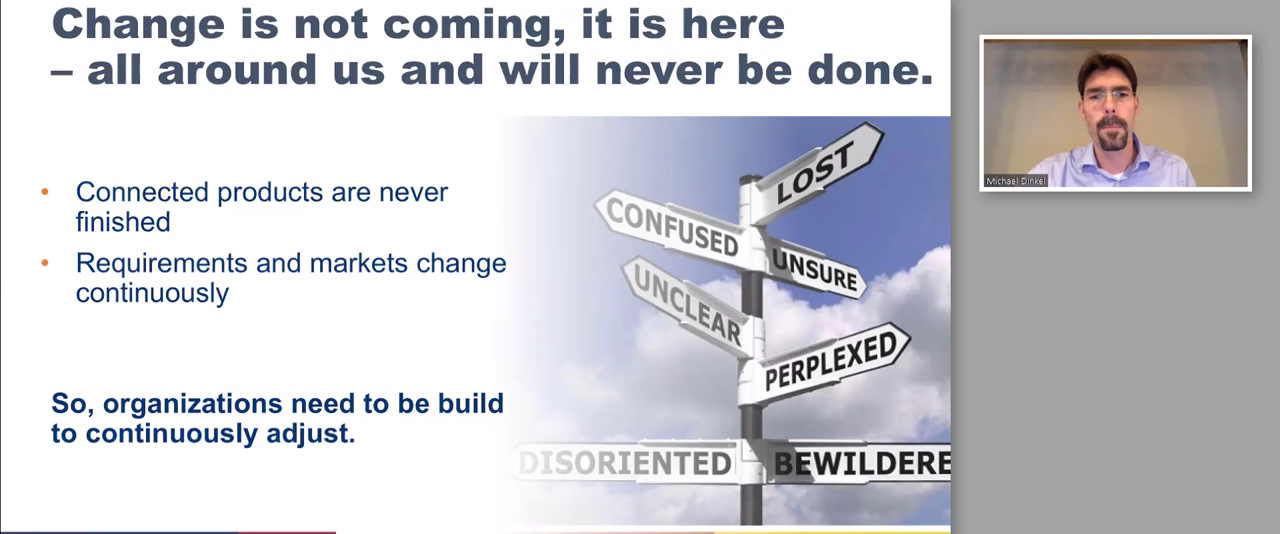 Change is not coming, it is here
– all around us and will never be done.
• Connected products are never
finished
• Requirements and markets change
continuously
So, organizations need to be build
to continuously adjust.
LOST
CONFUSED
UNSURE
UNCLEAR
PERPLEXED
DISORIENTED
BEWILDERE
Michael Dinkel